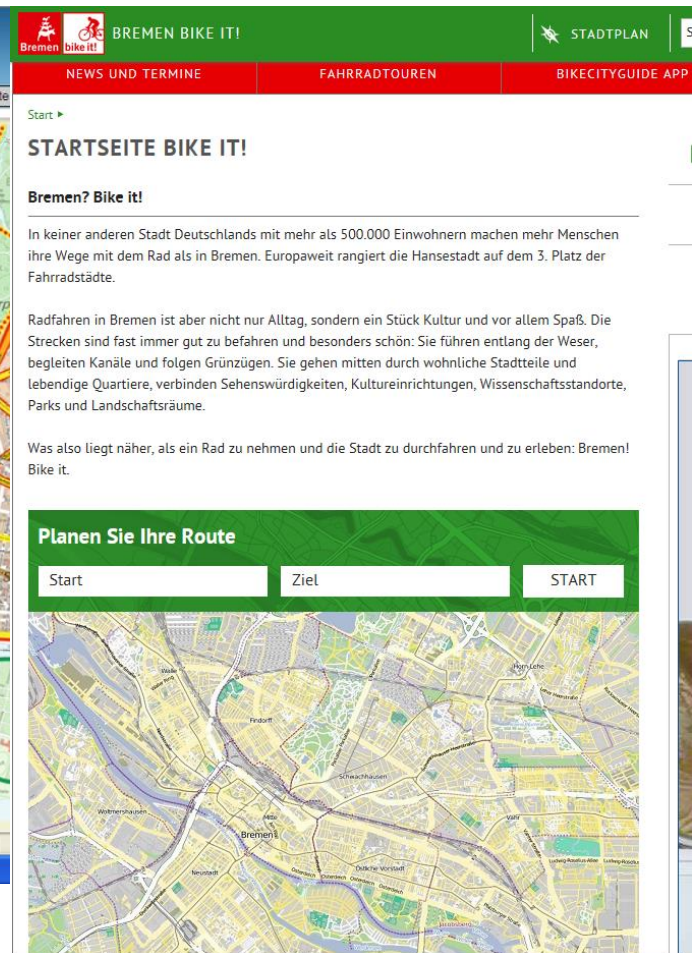 Bremen bike it!
BREMEN BIKE IT!
STADTPLAN
NEWS UND TERMINE
FAHRRADTOUREN
BIKECITYGUIDE APP
Start
STARTSEITE BIKE IT!
Bremen? Bike it!
In keiner anderen Stadt Deutschlands mit mehr als 500.000 Einwohnern machen mehr Menschen
ihre Wege mit dem Rad als in Bremen. Europaweit rangiert die Hansestadt auf dem 3. Platz der
Fahrradstädte.
Radfahren in Bremen ist aber nicht nur Alltag, sondern ein Stück Kultur und vor allem Spaß. Die
Strecken sind fast immer gut zu befahren und besonders schön: Sie führen entlang der Weser,
begleiten Kanäle und folgen Grünzügen. Sie gehen mitten durch wohnliche Stadtteile und
lebendige Quartiere, verbinden Sehenswürdigkeiten, Kultureinrichtungen, Wissenschaftsstandorte,
Parks und Landschaftsräume.
Was also liegt näher, als ein Rad zu nehmen und die Stadt zu durchfahren und zu erleben: Bremen!
Bike it.
Planen Sie Ihre Route
Start
Ziel
START
Horn-Lehe
Walle
Findorff
Schwachhausen
Woltmershausen
Vahr
Mitte
Bremen
Neustadt
Östliche Vorstadt
Osterdeich